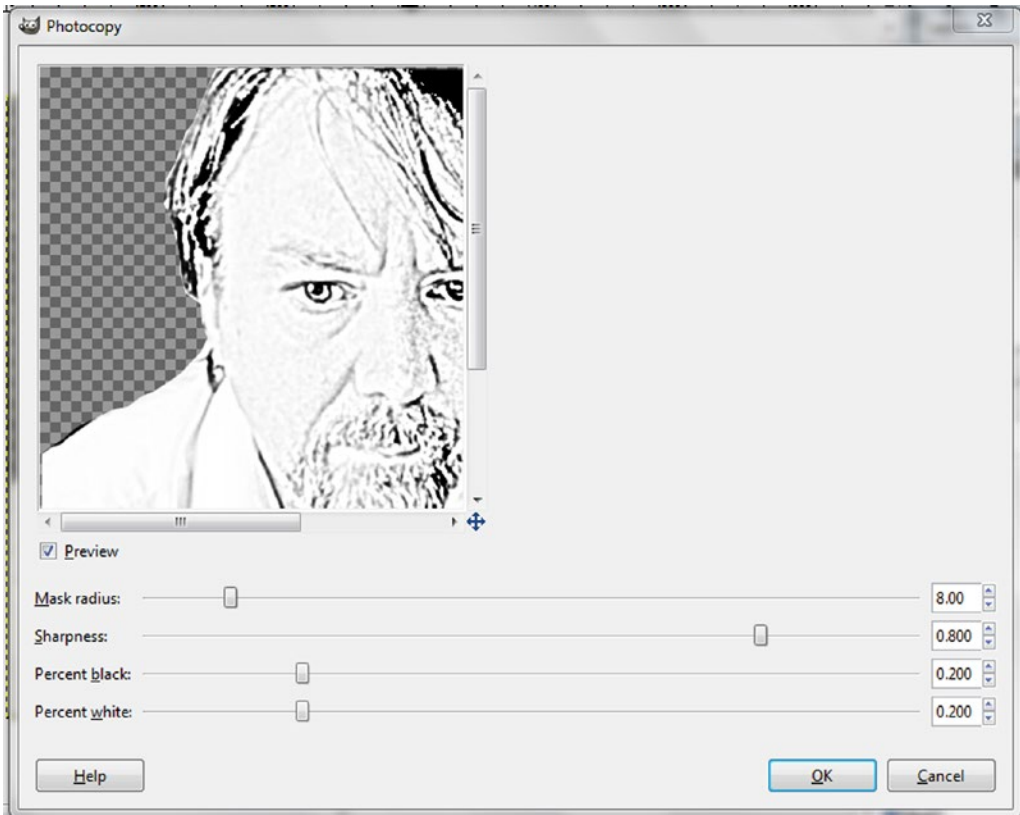 Photocopy
Preview
Mask radius: 8.00
Sharpness: 0.800
Percent black: 0.200
Percent white: 0.200
Help OK Cancel